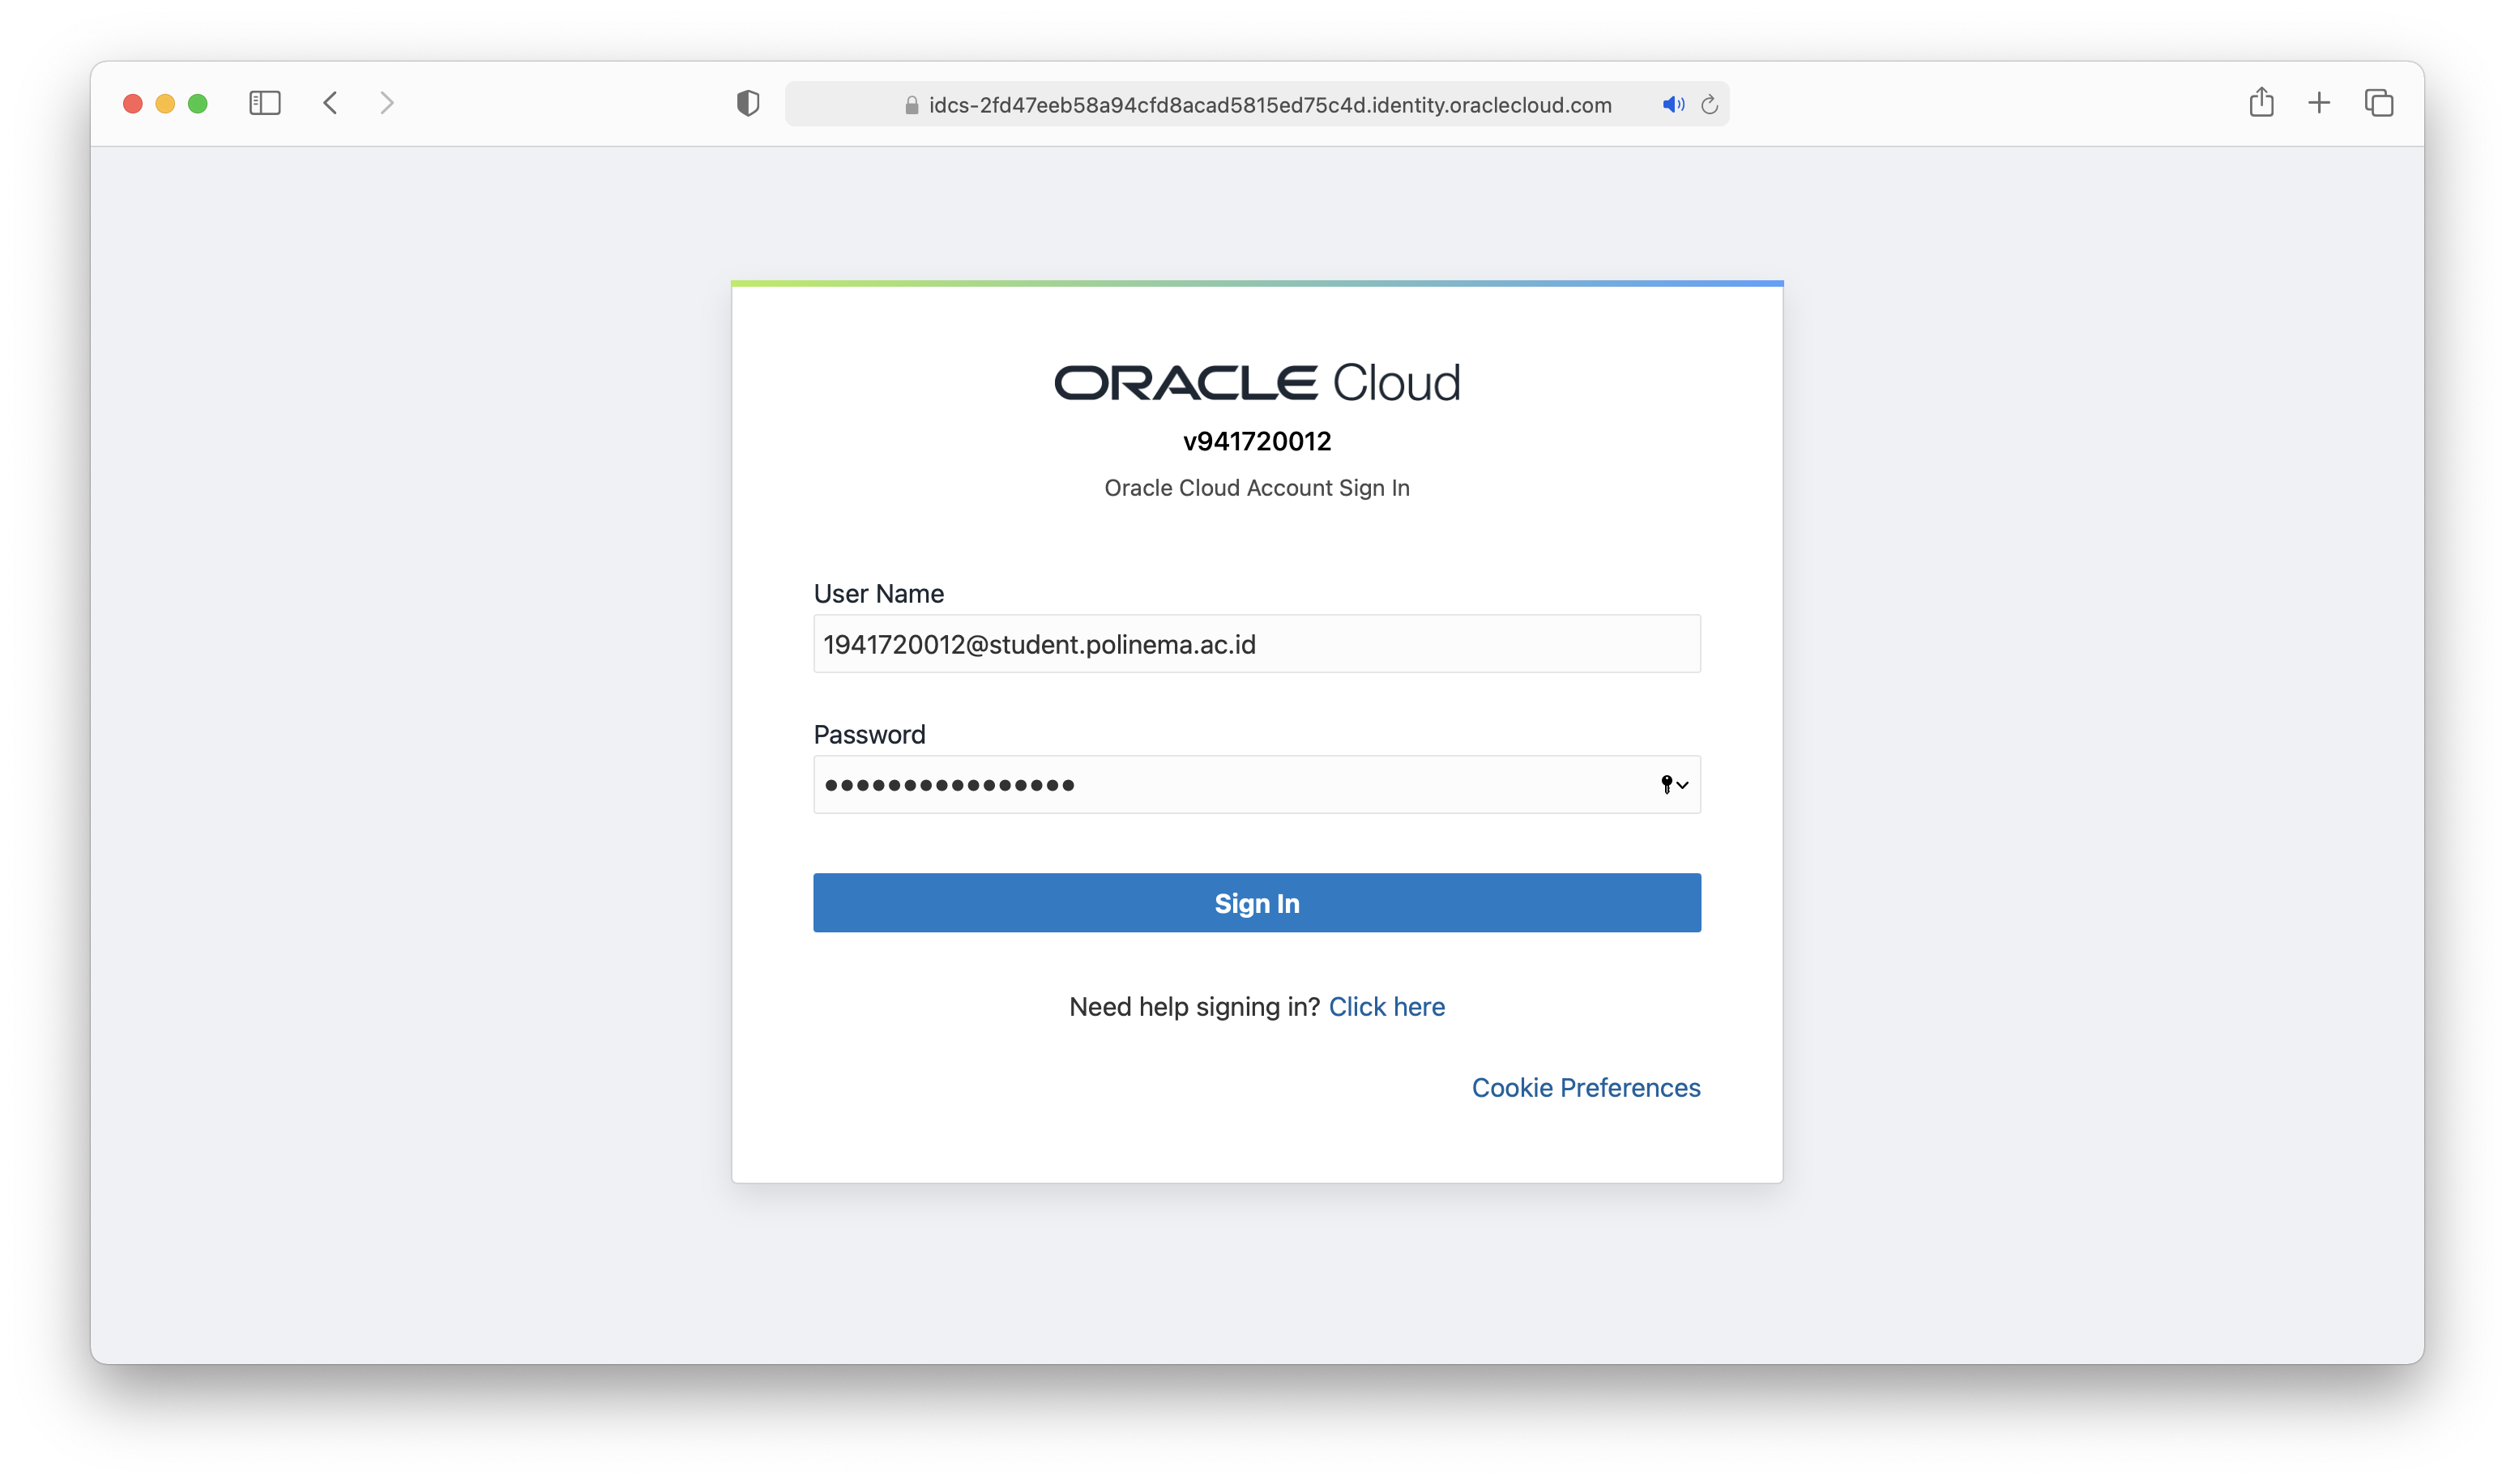 idcs-2fd47eeb58a94cfd8acad5815ed75c4d.identity.oraclecloud.com
ORACLE Cloud
v941720012
Oracle Cloud Account Sign In
User Name
1941720012@student.polinema.ac.id
Password
Sign In
Need help signing in? Click here
Cookie Preferences